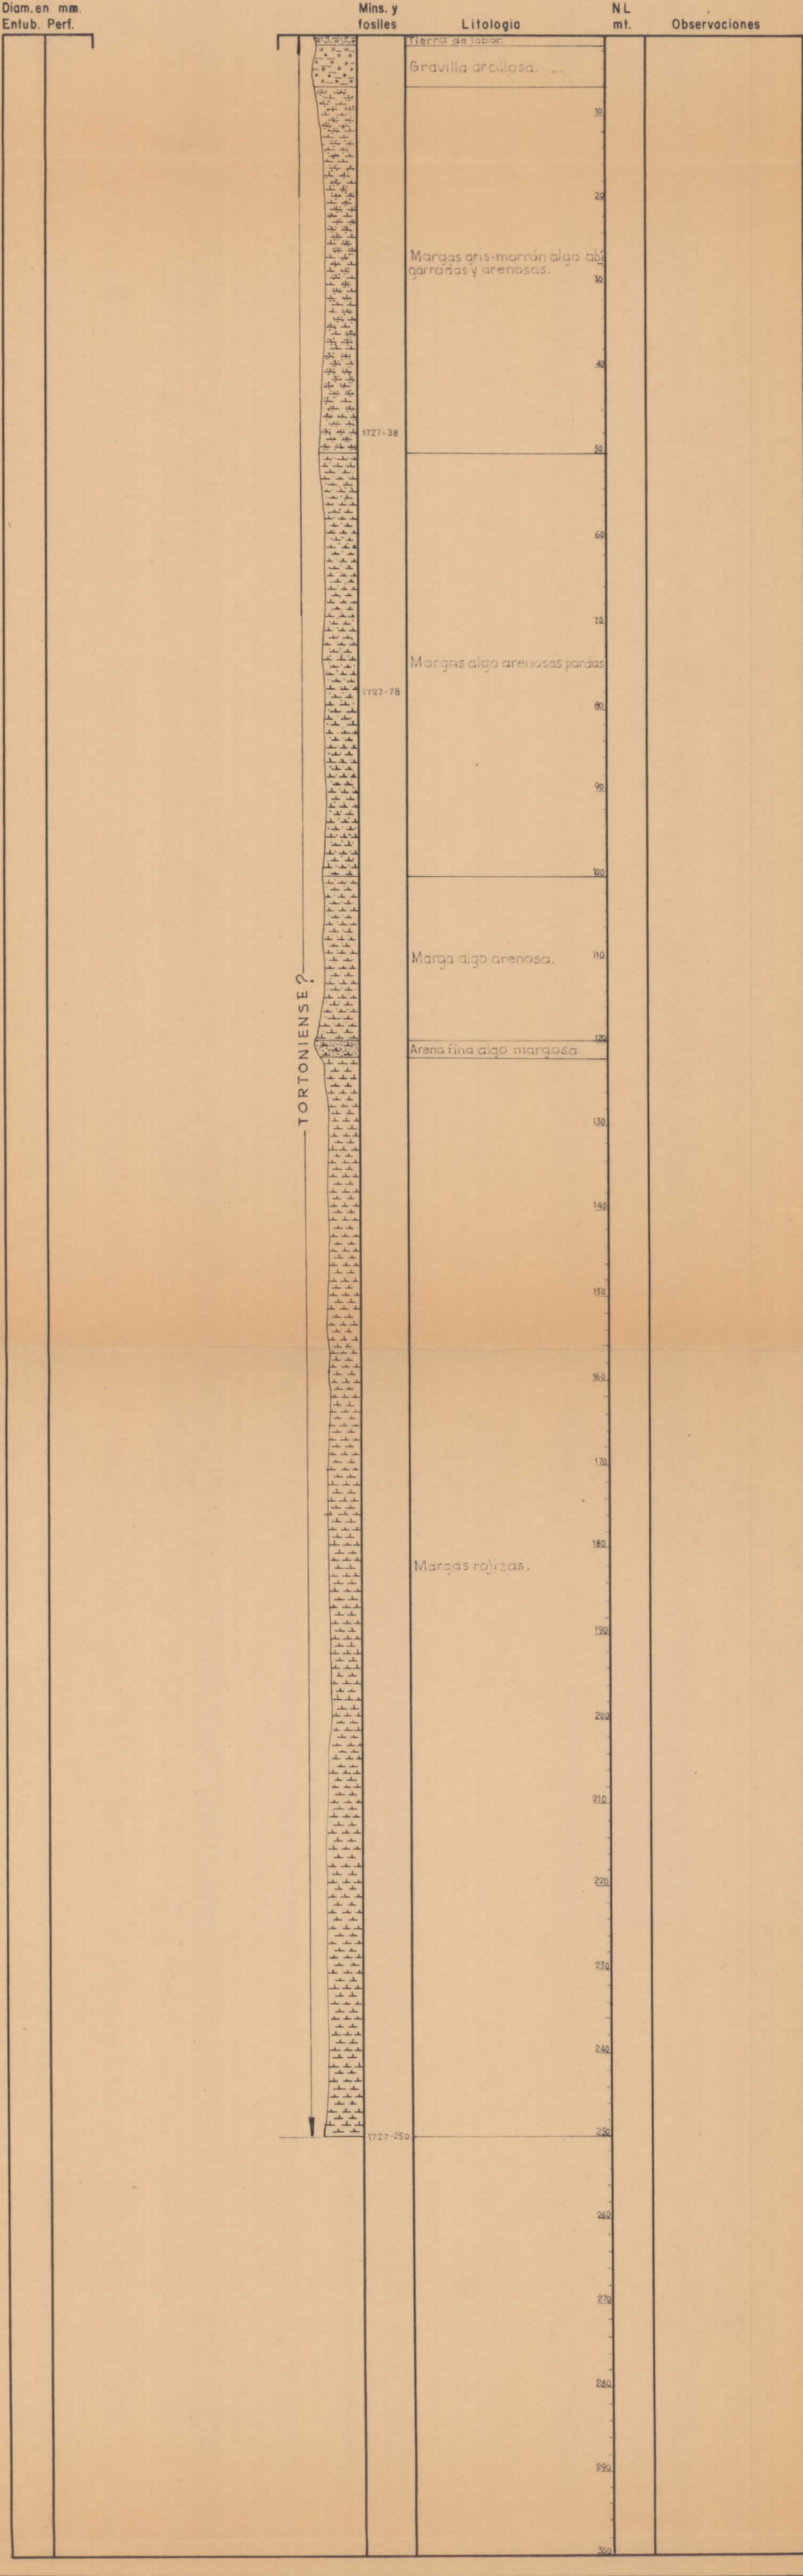 Diam. en mm.
Entub. Perf.
Mins. y
fosiles
Litologia
NL
mt.
Observaciones
Tierra de labor.
Gravilla arcillosa.
10
20
Margas gris-marrón algo abi
garradas y arenosas.
30
40
1727-38
50
60
70
Margas algo arenosas pardas
1727-78
80
90
100
Marga algo arenosa.
110
TORTONIENSE?
120
Arena fina algo margosa.
130
140
150
160
170
180
Margas rojizas.
190
200
210
220
230
240
1727-250
250
260
270
280
290
300